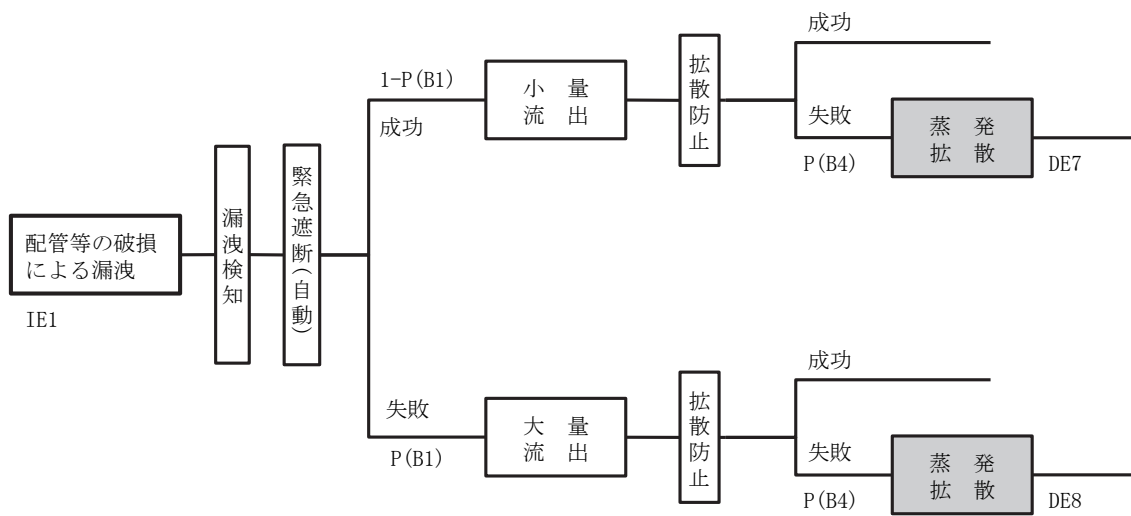 配管等の破損
による漏洩
IE1
漏洩検知
緊急遮断(自動)
1-P(B1)
成功
小量
流出
拡散防止
成功
失敗
P(B4)
蒸発
拡散
DE7
失敗
P(B1)
大量
流出
拡散防止
成功
失敗
P(B4)
蒸発
拡散
DE8